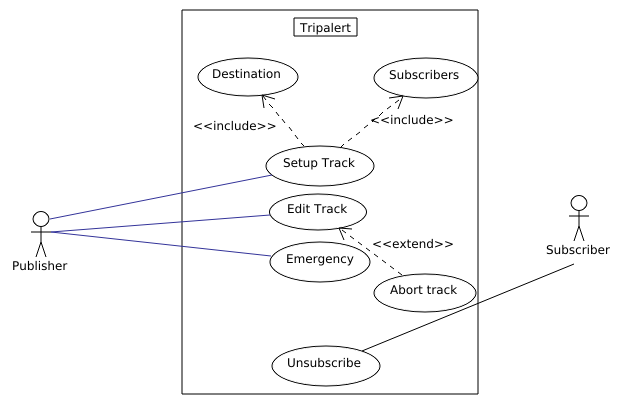 Tripalert
Destination
Subscribers
<<include>>
<<include>>
Setup Track
Edit Track
<<extend>>
Emergency
Abort track
Publisher
Subscriber
Unsubscribe